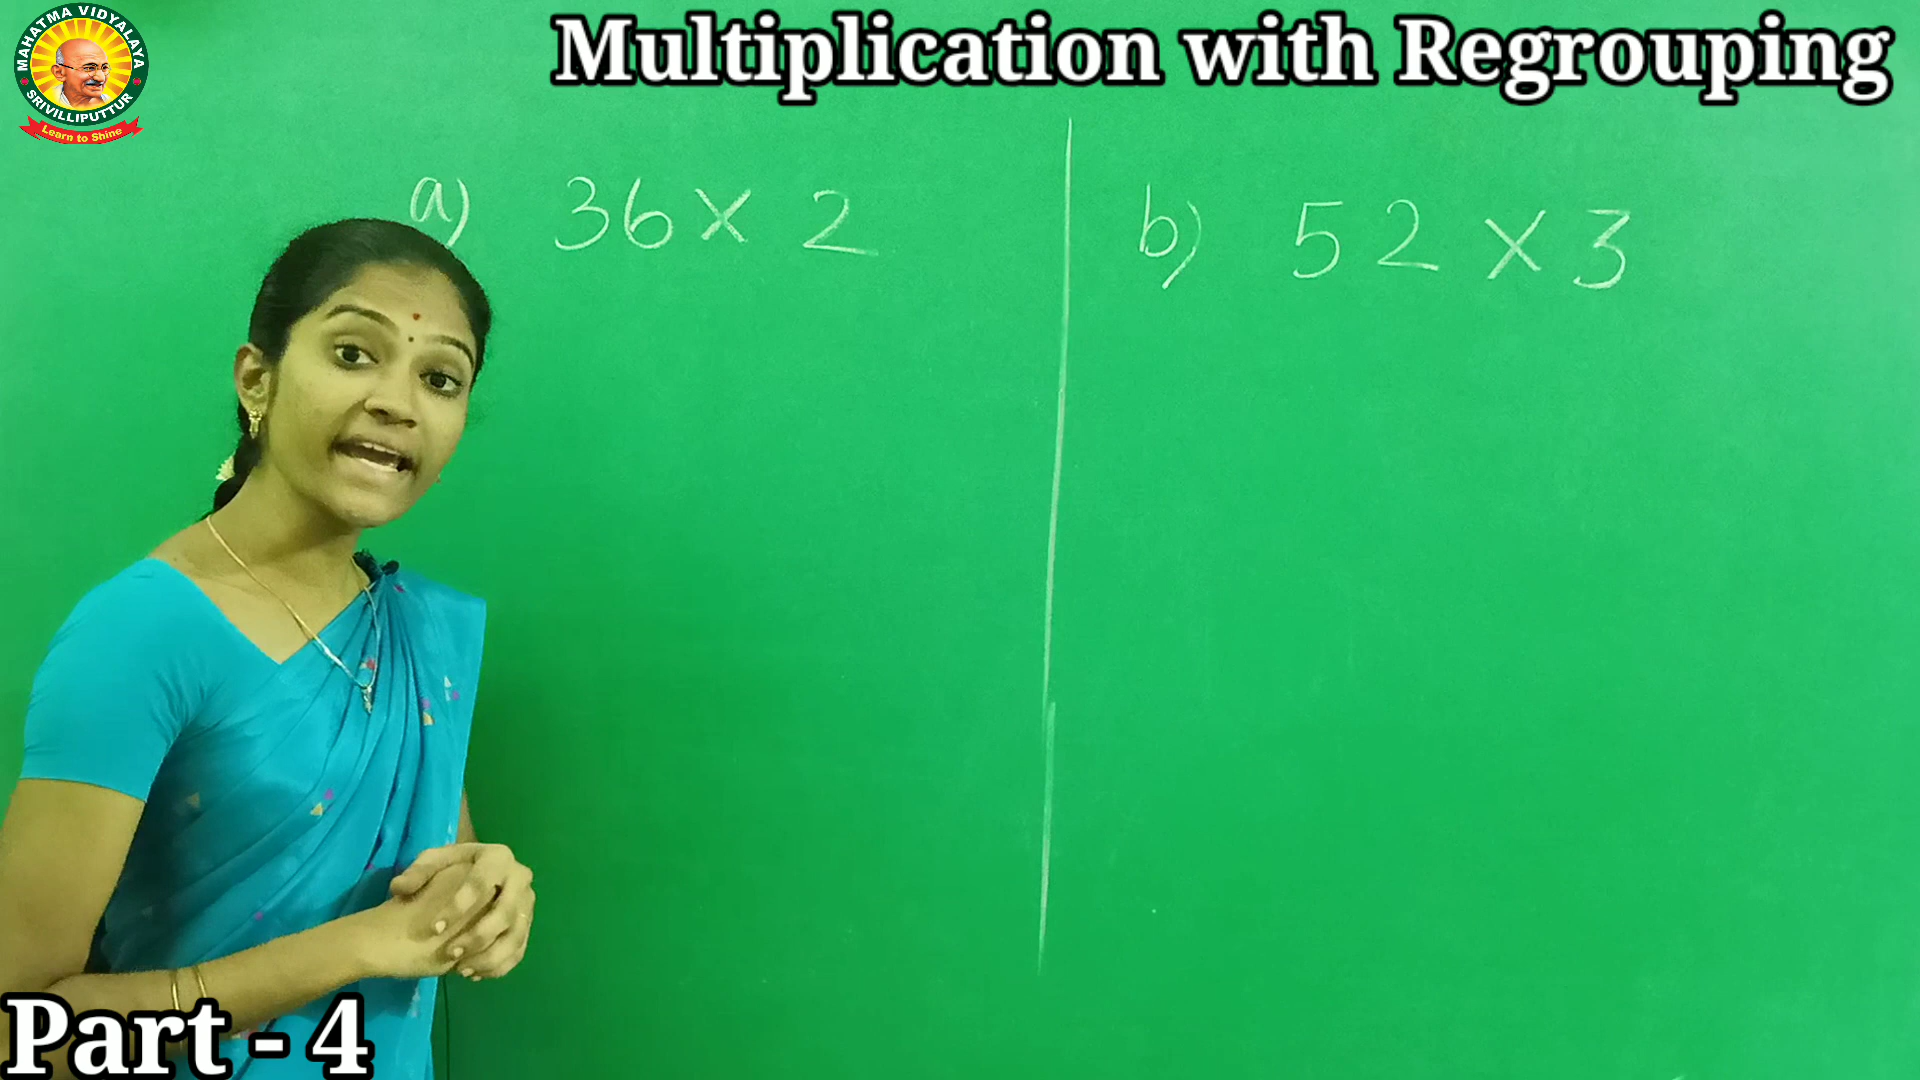 MAHATMA VIDYALAYA
SRIVILLIPUTTUR
Learn to Shine
Multiplication with Regrouping
a) 36 x 2
b) 52 x 3
Part - 4